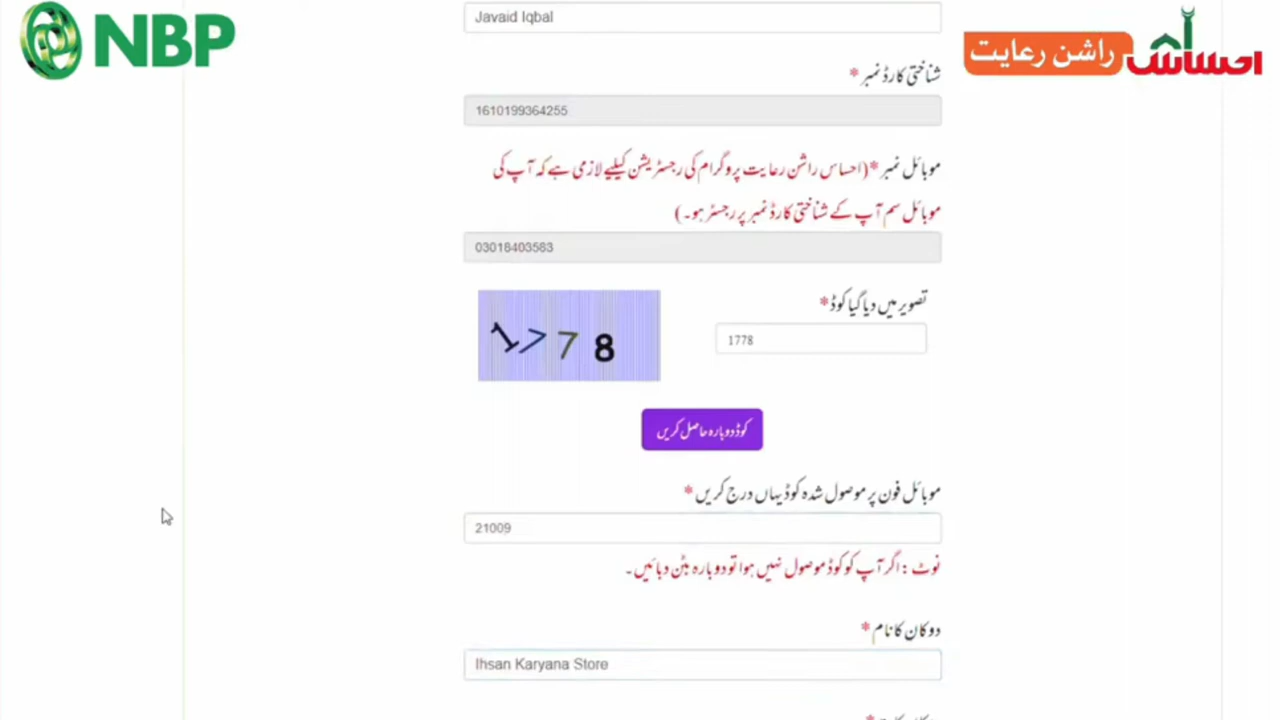 NBP
احساس راشن رعایت
Javaid Iqbal
شناختی کارڈ نمبر *
1610199364255
موبائل نمبر *(احساس راشن رعایت پروگرام کی رجسٹریشن کیلیے لازمی ہے کہ آپ کی
موبائل سم آپ کے شناختی کارڈ نمبر پر رجسٹر ہو۔)
03018403583
تصویر میں دیا گیا کوڈ*
1778
1778
کوڈ دوبارہ حاصل کریں
موبائل فون پر موصول شدہ کوڈ یہاں درج کریں *
21009
نوٹ : اگر آپ کو کوڈ موصول نہیں ہوا تو دوبارہ بٹن دبائیں۔
دوکان کا نام *
Ihsan Karyana Store